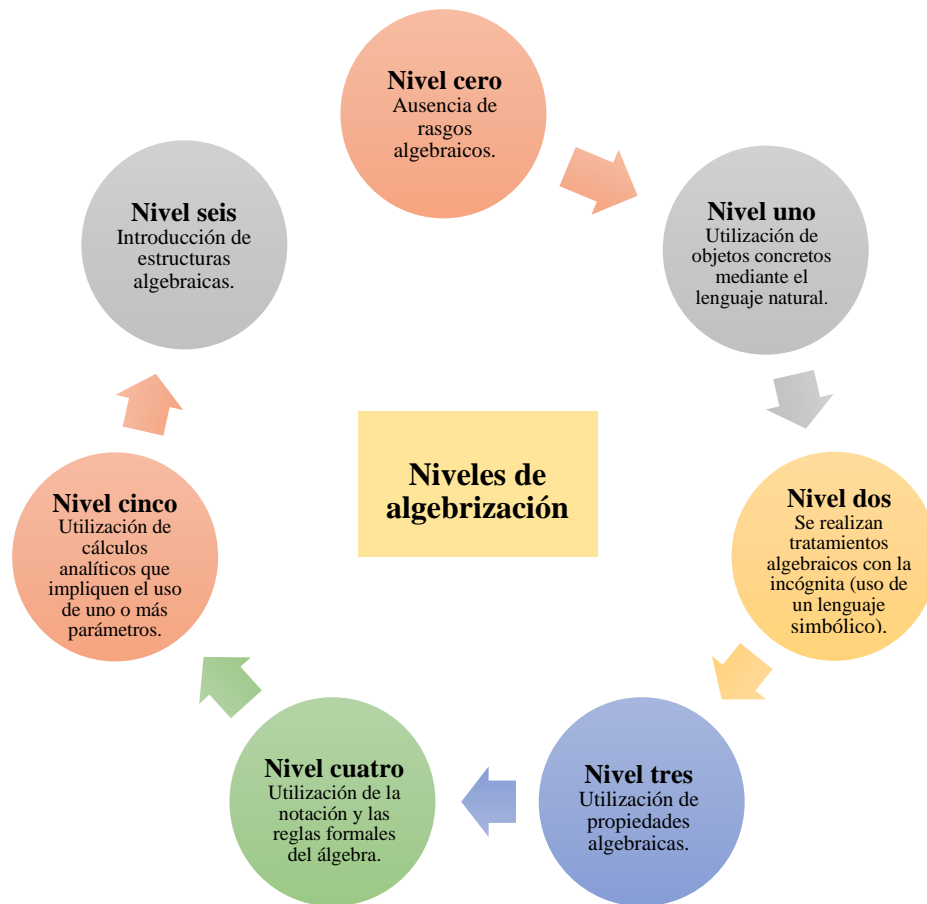 Nivel cero
Ausencia de
rasgos
algebraicos.
Nivel uno
Utilización de
objetos concretos
mediante el
lenguaje natural.
Nivel dos
Se realizan
tratamientos
algebraicos con la
incógnita (uso de
un lenguaje
simbólico).
Nivel tres
Utilización de
propiedades
algebraicas.
Nivel cuatro
Utilización de la
notación y las
reglas formales
del álgebra.
Nivel cinco
Utilización de
cálculos
analíticos que
impliquen el uso
de uno o más
parámetros.
Nivel seis
Introducción de
estructuras
algebraicas.
Niveles de
algebrización